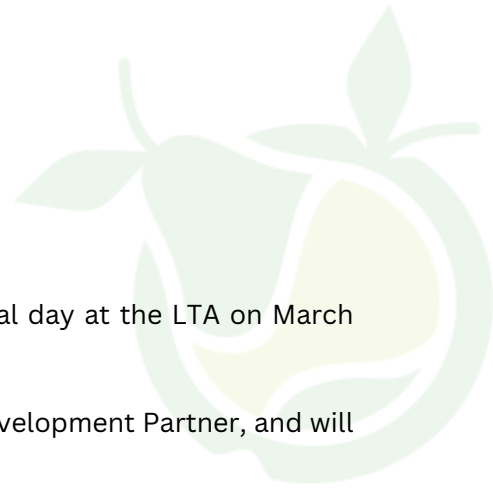 al day at the LTA on March
velopment Partner, and will